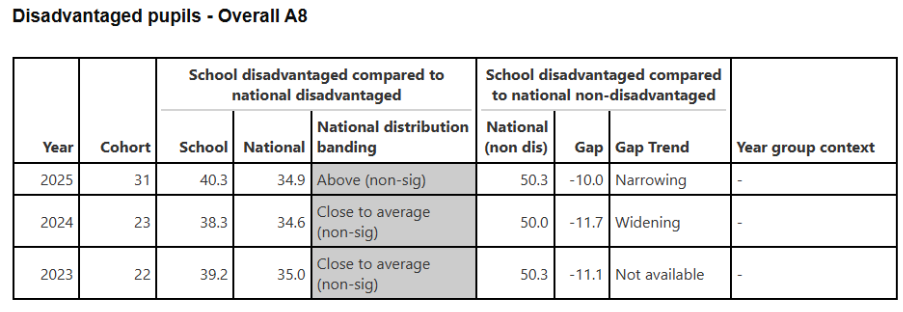 Disadvantaged pupils - Overall A8
School disadvantaged compared to national disadvantaged
School disadvantaged compared to national non-disadvantaged
Year Cohort School National National distribution banding National (non dis) Gap Gap Trend Year group context
2025 31 40.3 34.9 Above (non-sig) 50.3 -10.0 Narrowing -
2024 23 38.3 34.6 Close to average (non-sig) 50.0 -11.7 Widening -
2023 22 39.2 35.0 Close to average (non-sig) 50.3 -11.1 Not available -